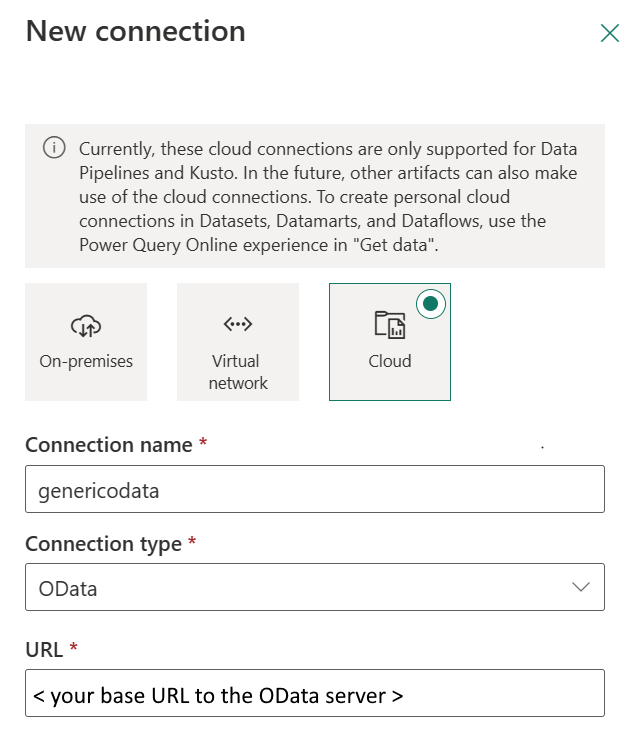 New connection
Currently, these cloud connections are only supported for Data
Pipelines and Kusto. In the future, other artifacts can also make
use of the cloud connections. To create personal cloud
connections in Datasets, Datamarts, and Dataflows, use the
Power Query Online experience in "Get data".
On-premises
Virtual
network
Cloud
Connection name *
genericodata
Connection type *
OData
URL *
< your base URL to the OData server >